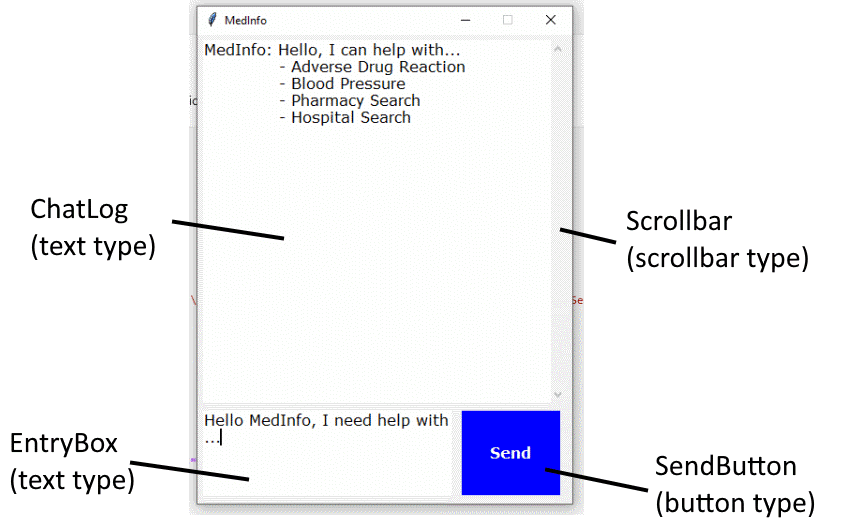 MedInfo
MedInfo: Hello, I can help with...
- Adverse Drug Reaction
- Blood Pressure
- Pharmacy Search
- Hospital Search
ChatLog
(text type)
Scrollbar
(scrollbar type)
Hello MedInfo, I need help with
...
Send
EntryBox
(text type)
SendButton
(button type)